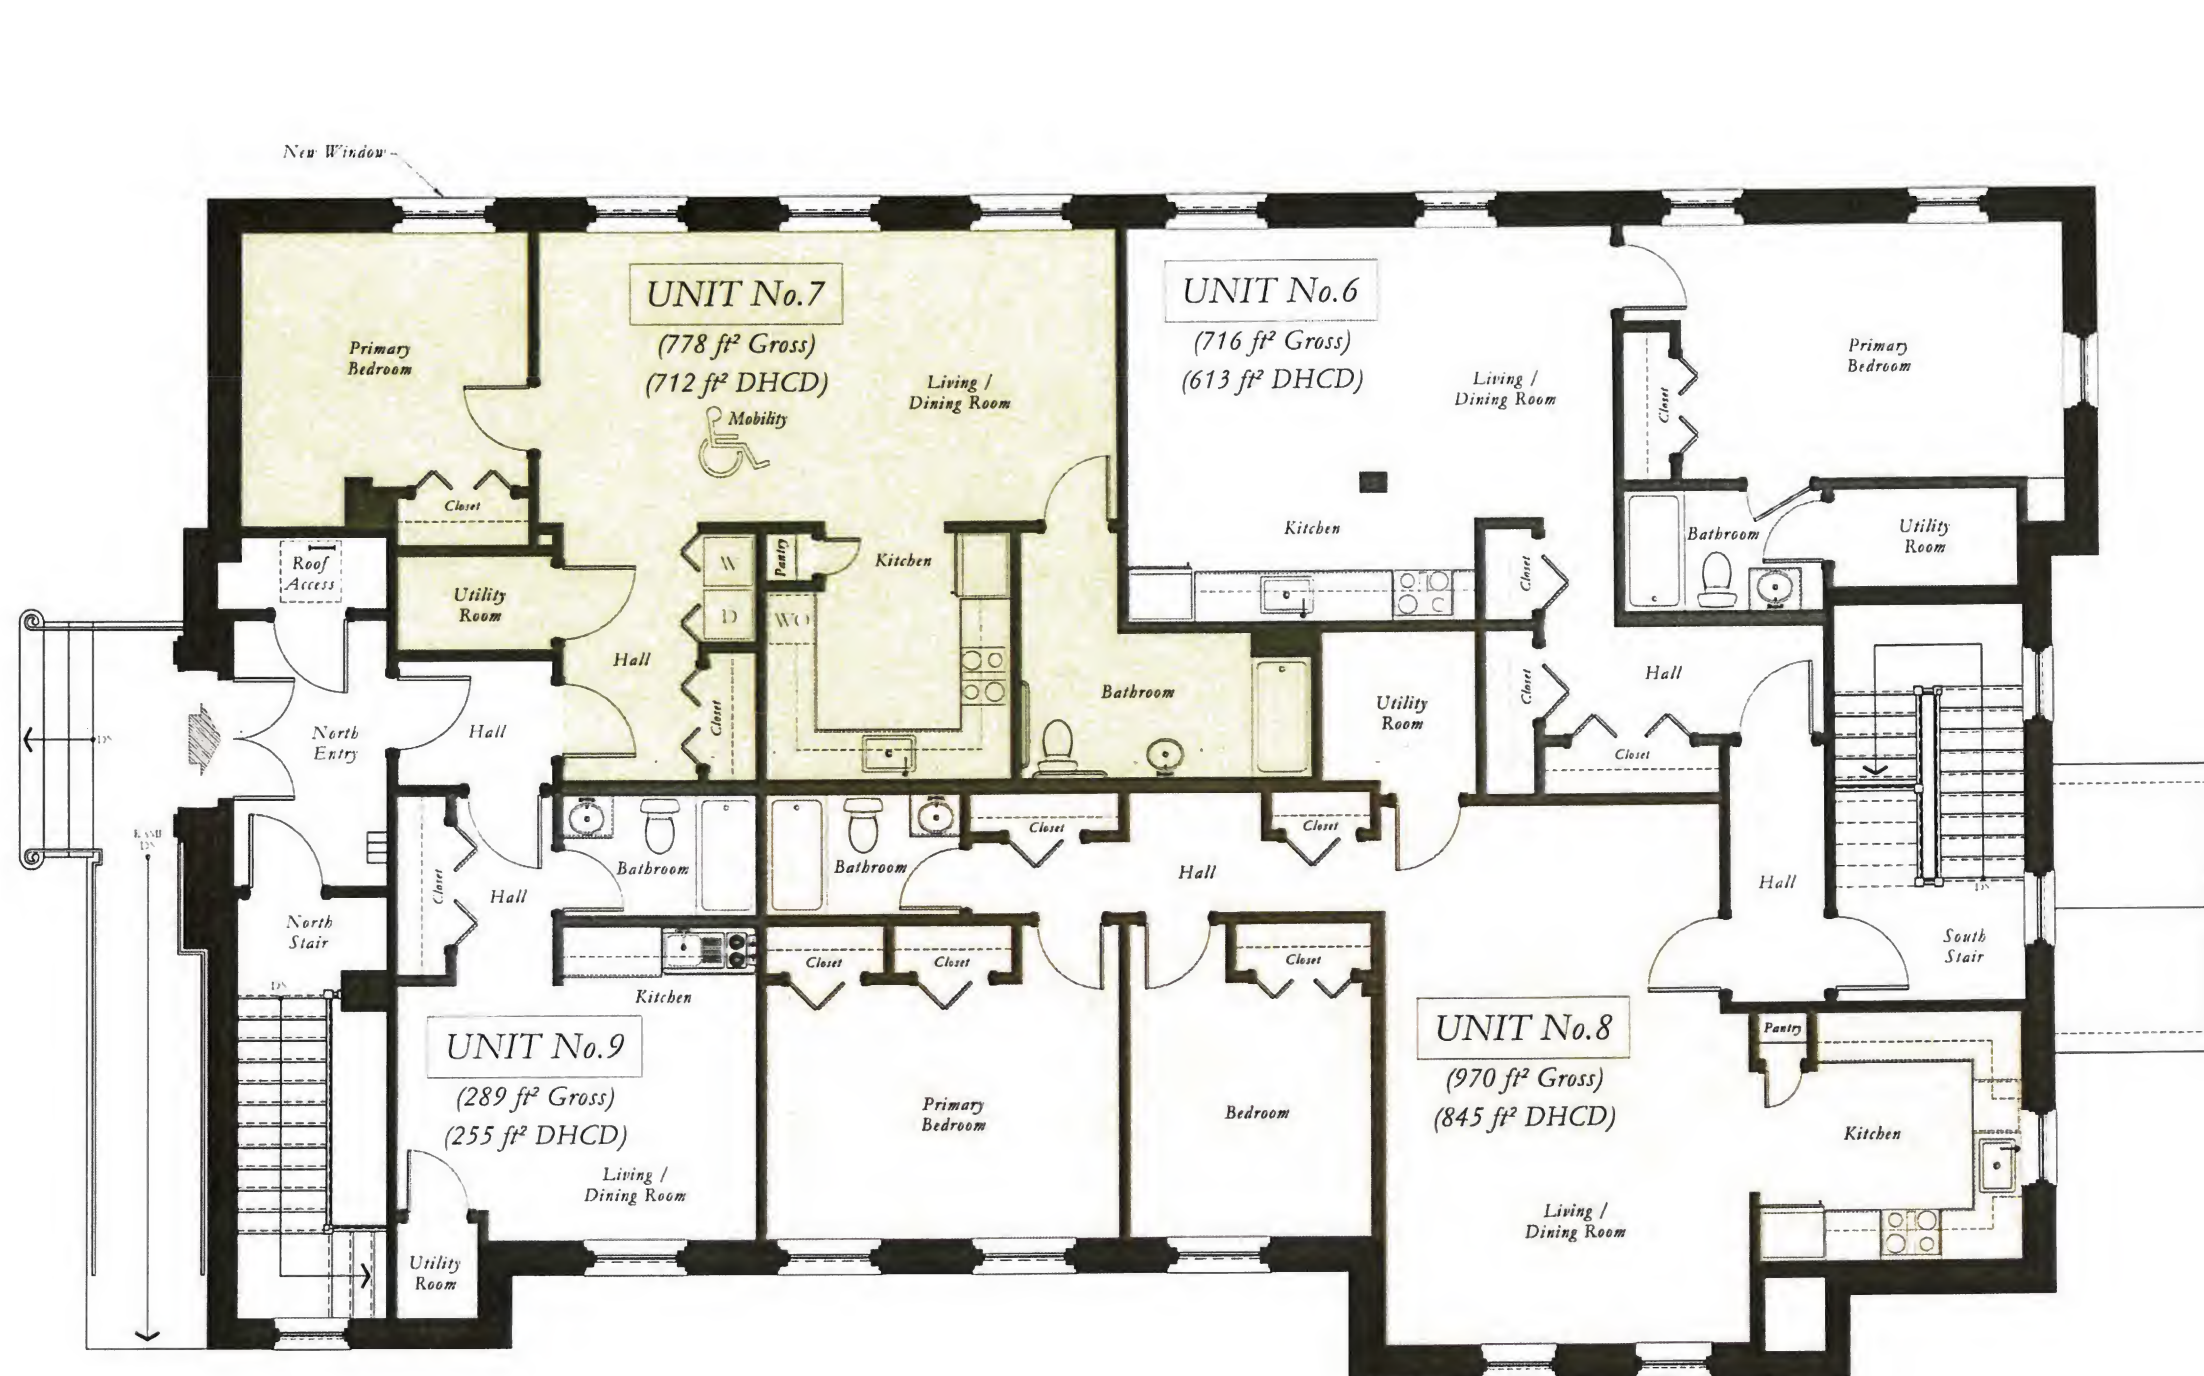 New Window
UNIT No.7
(778 ft² Gross)
(712 ft² DHCD)
Mobility
Primary
Bedroom
Living /
Dining Room
Closet
Roof
Access
Utility
Room
W
D
Pantry
Kitchen
WO
Hall
Closet
Bathroom
UNIT No.6
(716 ft² Gross)
(613 ft² DHCD)
Living /
Dining Room
Primary
Bedroom
Closet
Kitchen
Closet
Bathroom
Utility
Room
Closet
Hall
Closet
Utility
Room
North
Entry
Hall
DS
RAMP
DS
Closet
Hall
Bathroom
Bathroom
Closet
Hall
Closet
Hall
DS
South
Stair
North
Stair
DS
Kitchen
Closet
Closet
Closet
UNIT No.9
(289 ft² Gross)
(255 ft² DHCD)
Living /
Dining Room
Utility
Room
Primary
Bedroom
Bedroom
UNIT No.8
(970 ft² Gross)
(845 ft² DHCD)
Pantry
Kitchen
Living /
Dining Room